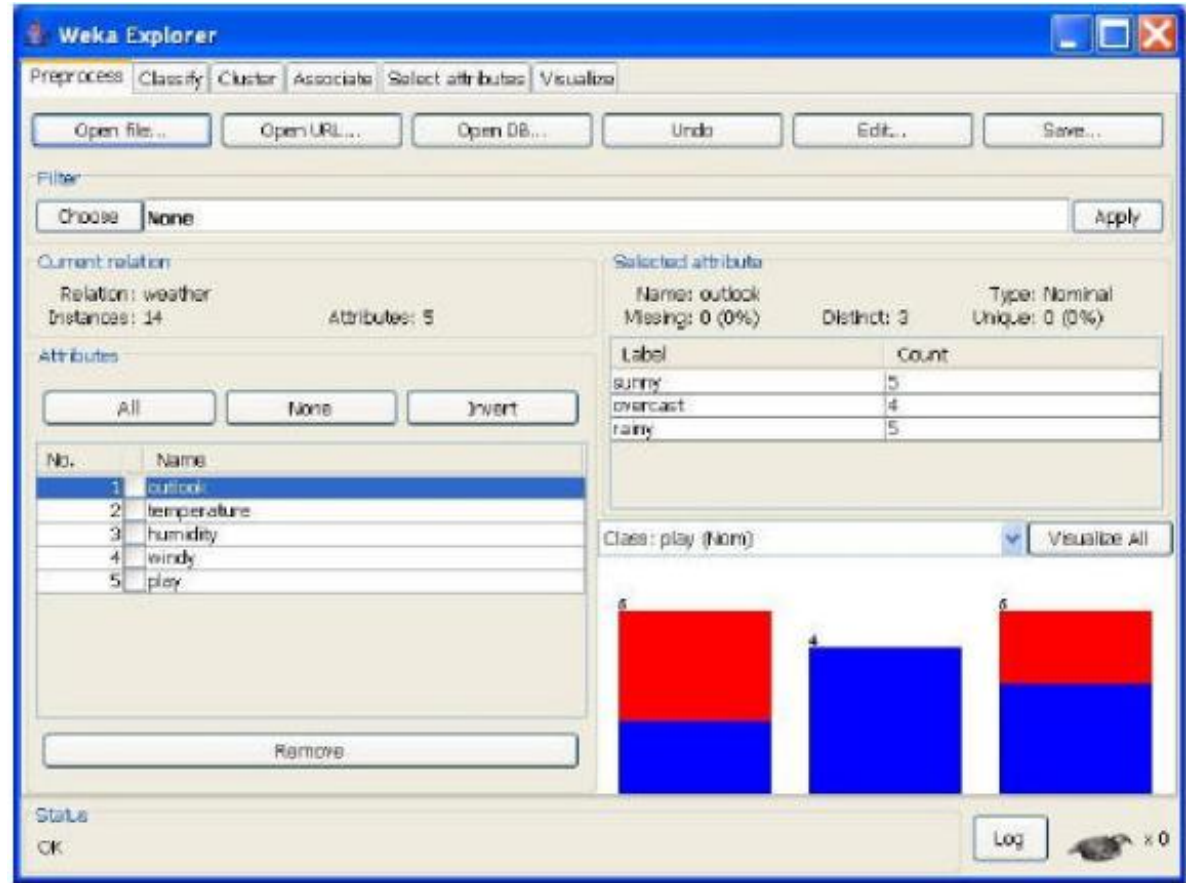 Weka Explorer
Preprocess Classify Cluster Associate Select attributes Visualize
Open file... Open URL... Open DB... Undo Edit... Save...
Filter
Choose None Apply
Current relation
Relation: weather
Instances: 14 Attributes: 5
Attributes
All None Invert
No. Name
1 outlook
2 temperature
3 humidity
4 windy
5 play
Remove
Selected attribute
Name: outlook Type: Nominal
Missing: 0 (0%) Distinct: 3 Unique: 0 (0%)
Label Count
sunny 5
overcast 4
rainy 5
Class: play (Nom) Visualize All
5 4 5
Status
OK
Log x 0